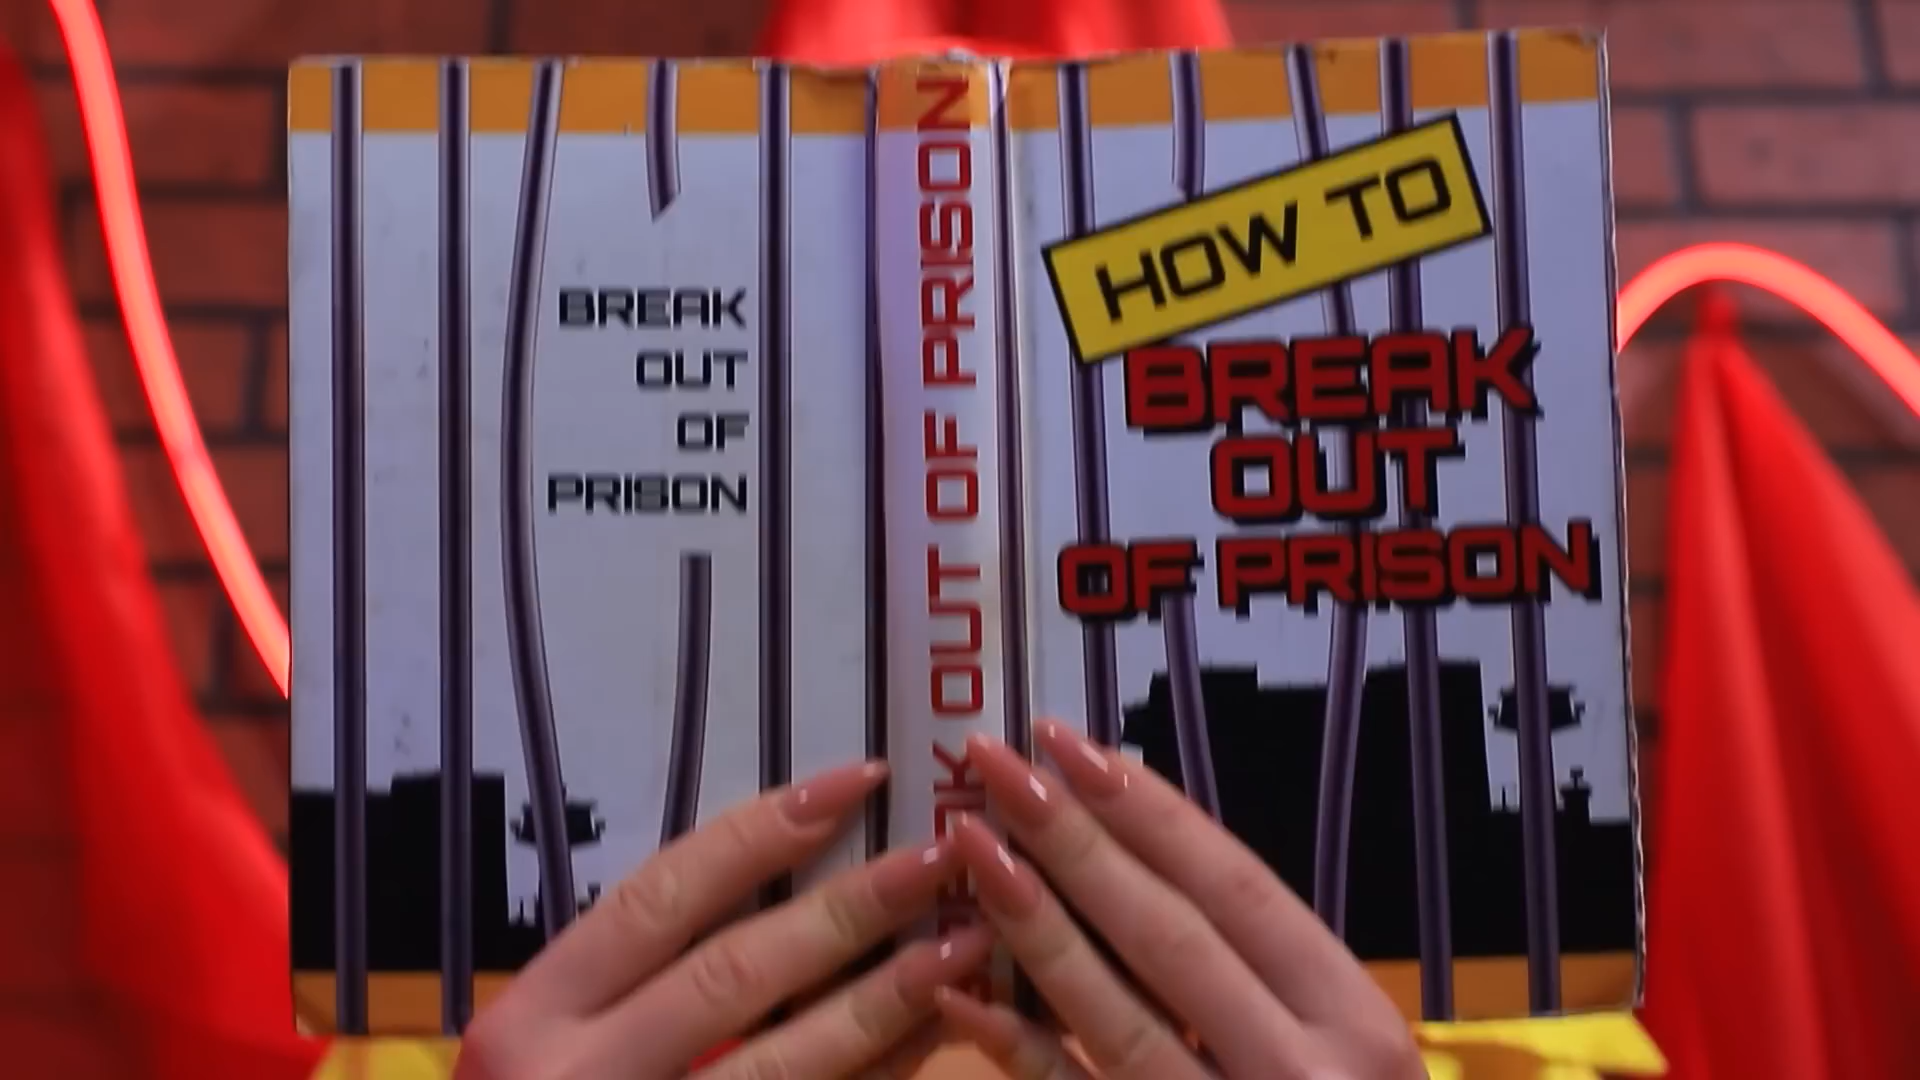 BREAK
OUT
OF
PRISON
OUT OF PRISON
HOW TO
BREAK
OUT
OF PRISON